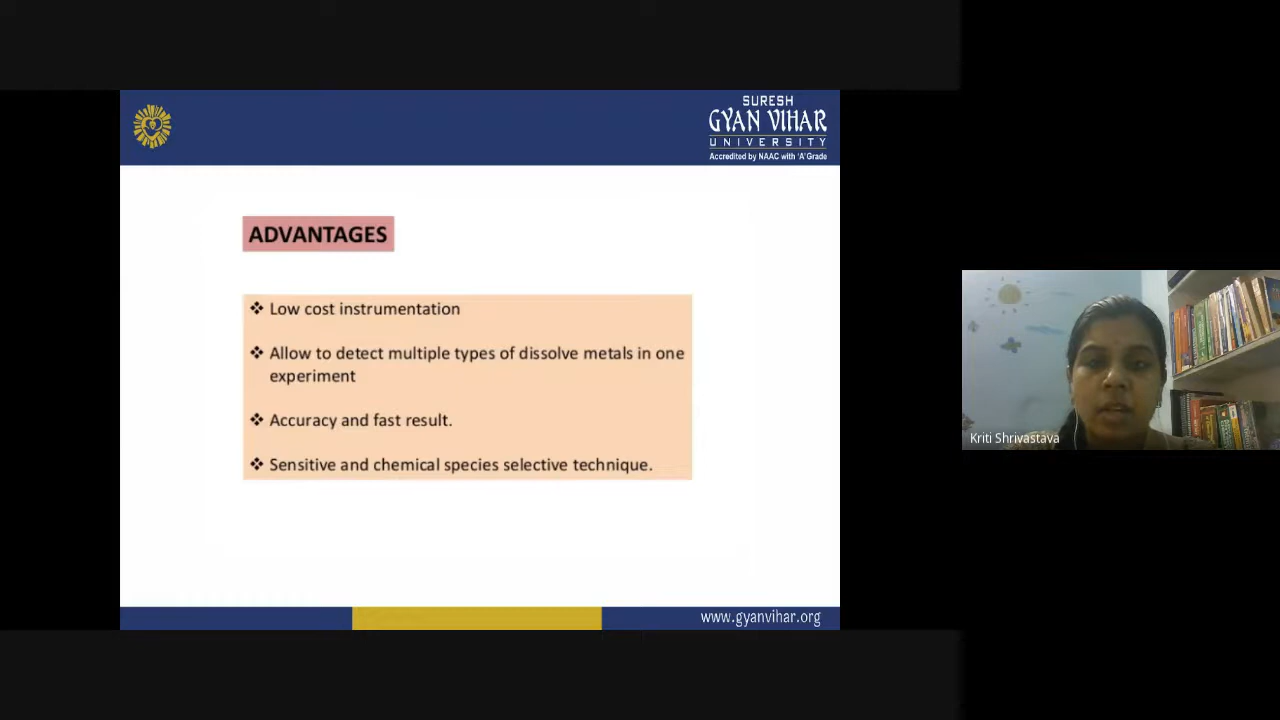 SURESH
GYAN VIHAR
UNIVERSITY
Accredited by NAAC with 'A' Grade
ADVANTAGES
❖ Low cost instrumentation
❖ Allow to detect multiple types of dissolve metals in one
experiment
❖ Accuracy and fast result.
❖ Sensitive and chemical species selective technique.
Kriti Shrivastava
www.gyanvihar.org